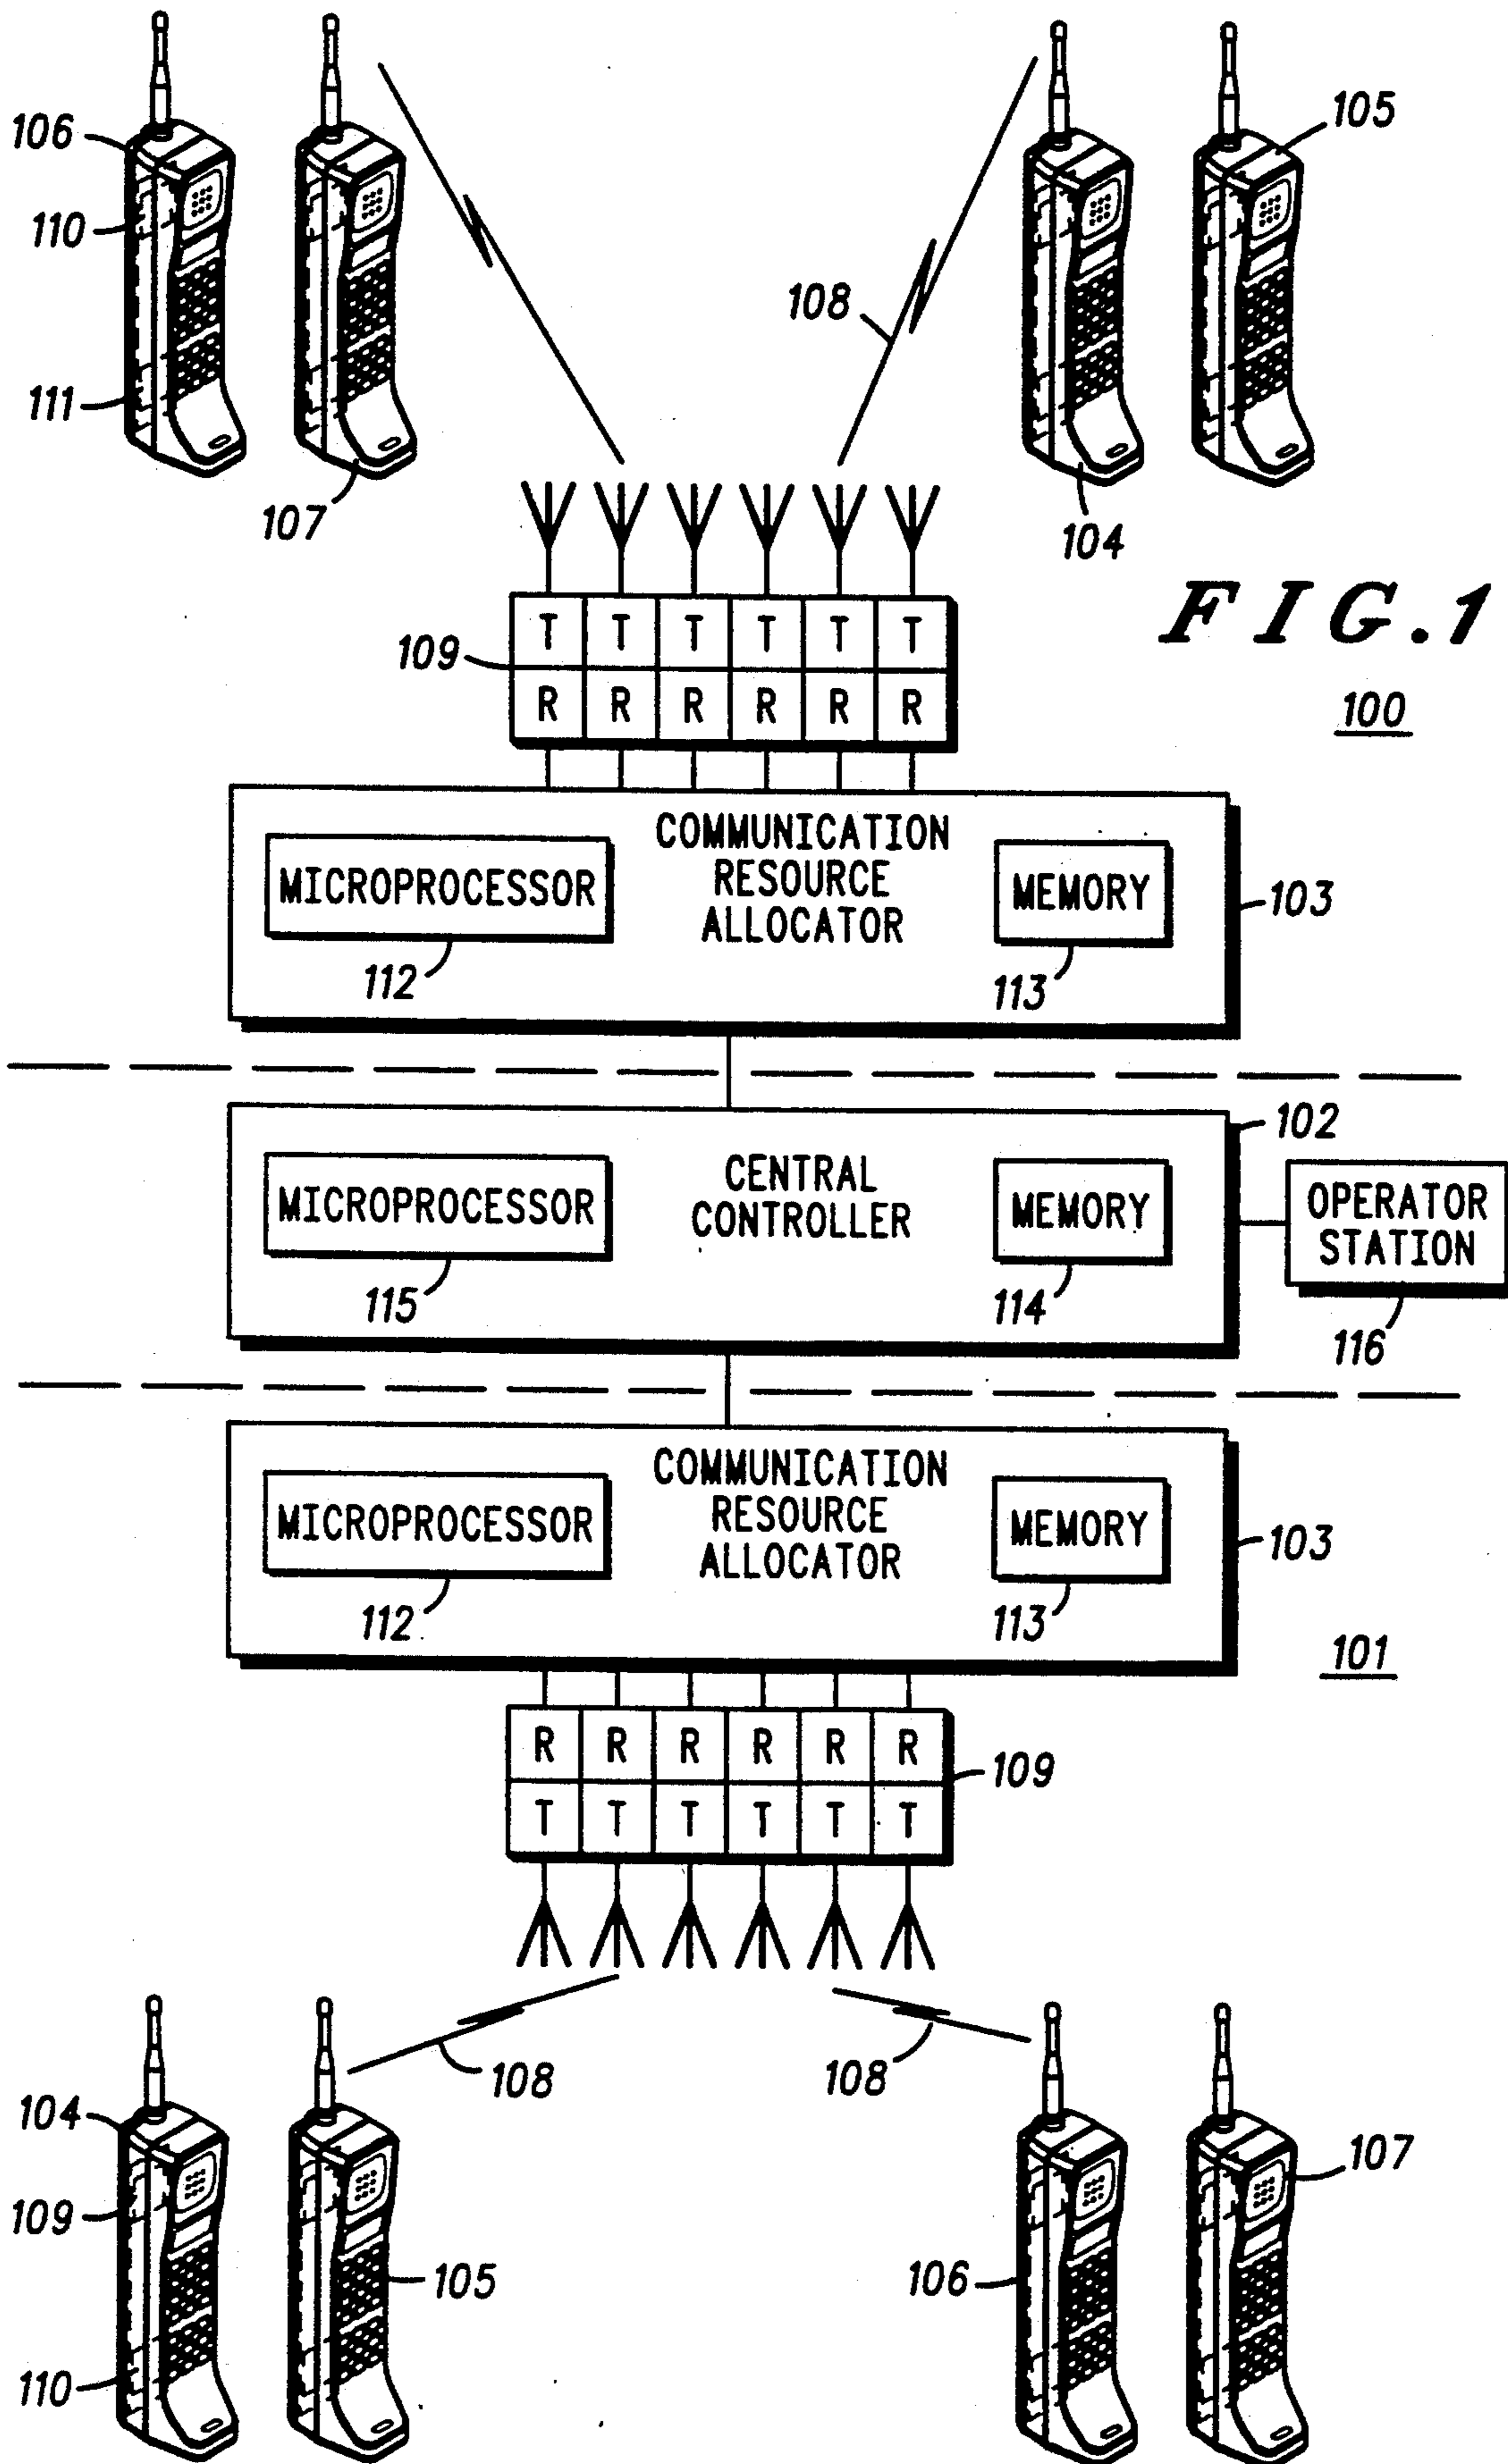 106
105
110
108
111
107
104
FIG.1
T T T T T T
109
R R R R R R
100
COMMUNICATION
RESOURCE
ALLOCATOR
MICROPROCESSOR
MEMORY
103
112
113
102
CENTRAL
CONTROLLER
MICROPROCESSOR
MEMORY
OPERATOR
STATION
115
114
116
COMMUNICATION
RESOURCE
ALLOCATOR
MICROPROCESSOR
MEMORY
103
112
113
101
R R R R R R
109
T T T T T T
108
108
104
107
109
105
106
110